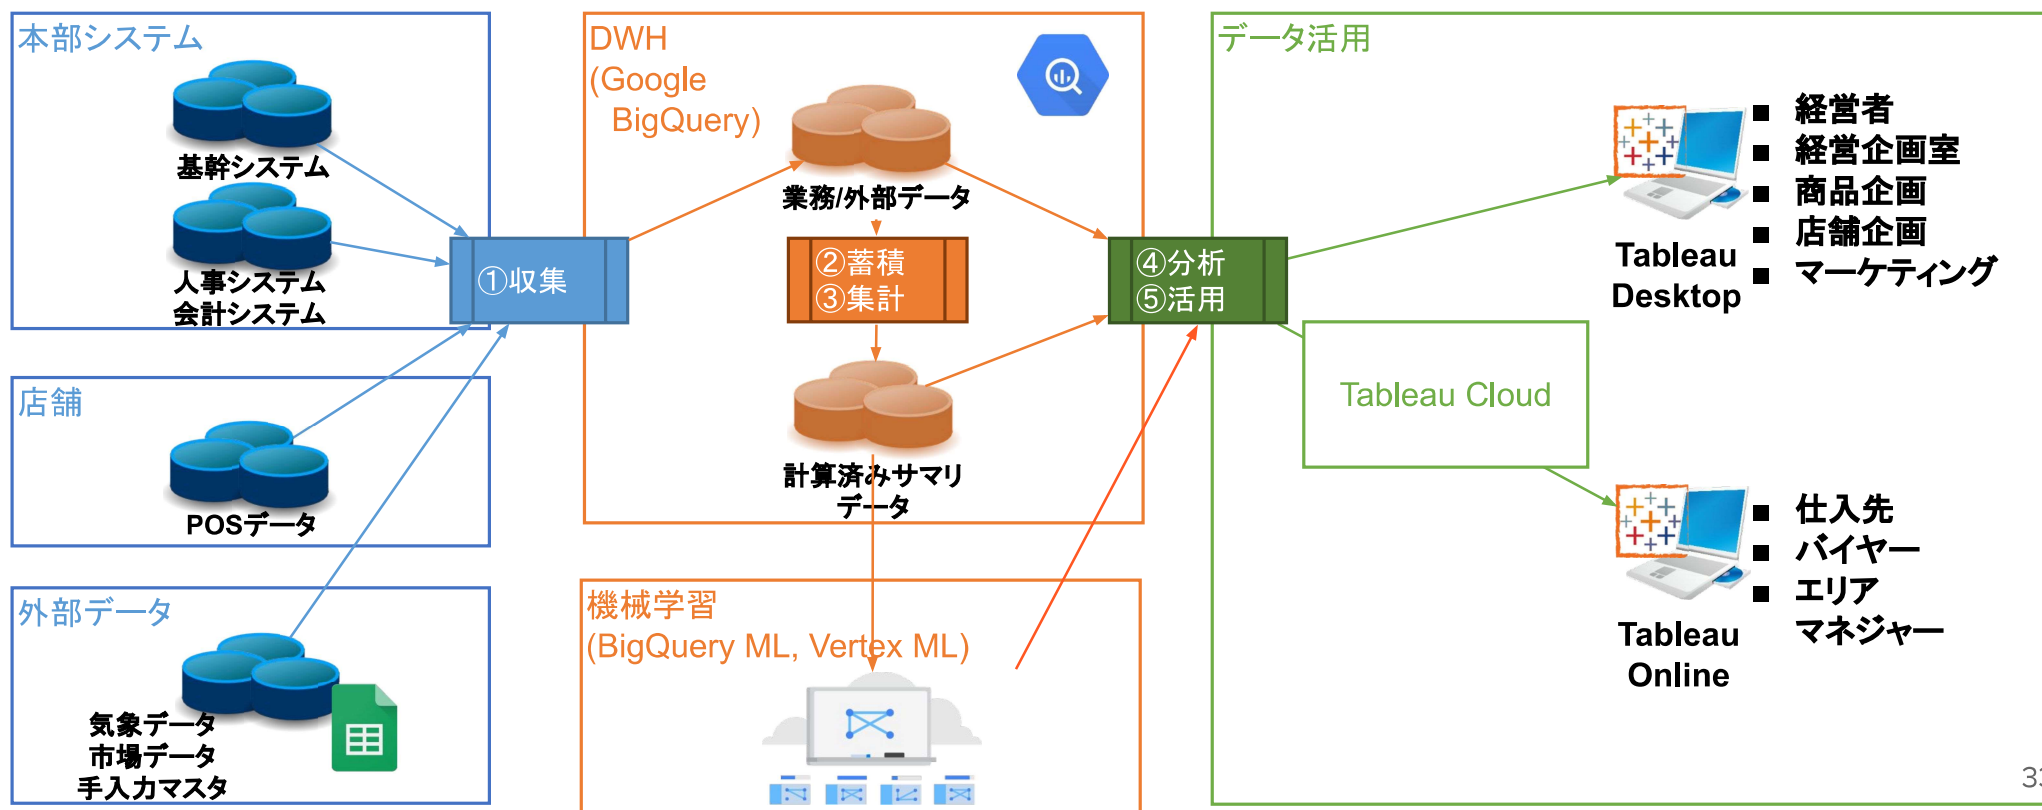 本部システム
基幹システム
人事システム
会計システム
①収集
店舗
POSデータ
外部データ
気象データ
市場データ
手入力マスタ
DWH
(Google
BigQuery)
業務/外部データ
②蓄積
③集計
計算済みサマリ
データ
機械学習
(BigQuery ML, Vertex ML)
④分析
⑤活用
データ活用
Tableau
Desktop
■ 経営者
■ 経営企画室
■ 商品企画
■ 店舗企画
■ マーケティング
Tableau Cloud
Tableau
Online
■ 仕入先
■ バイヤー
■ エリア
マネジャー